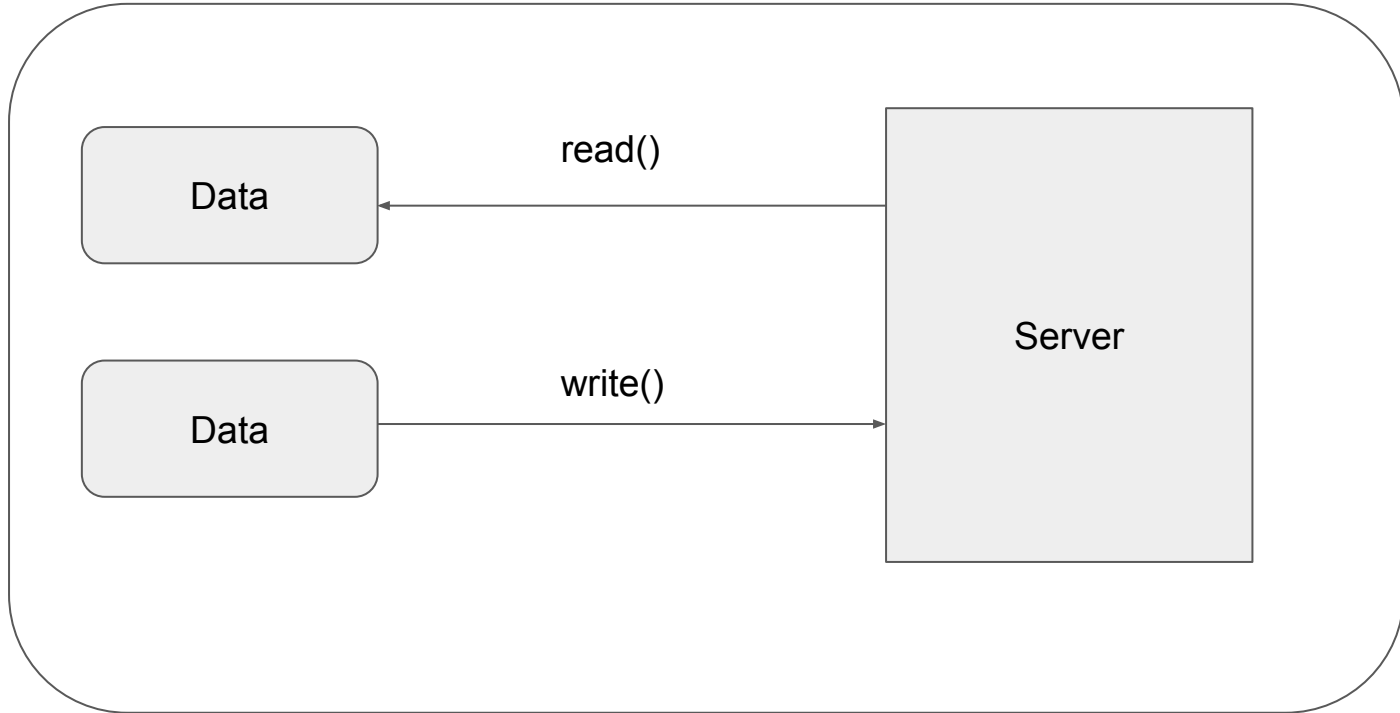 read()
Data
Server
write()
Data